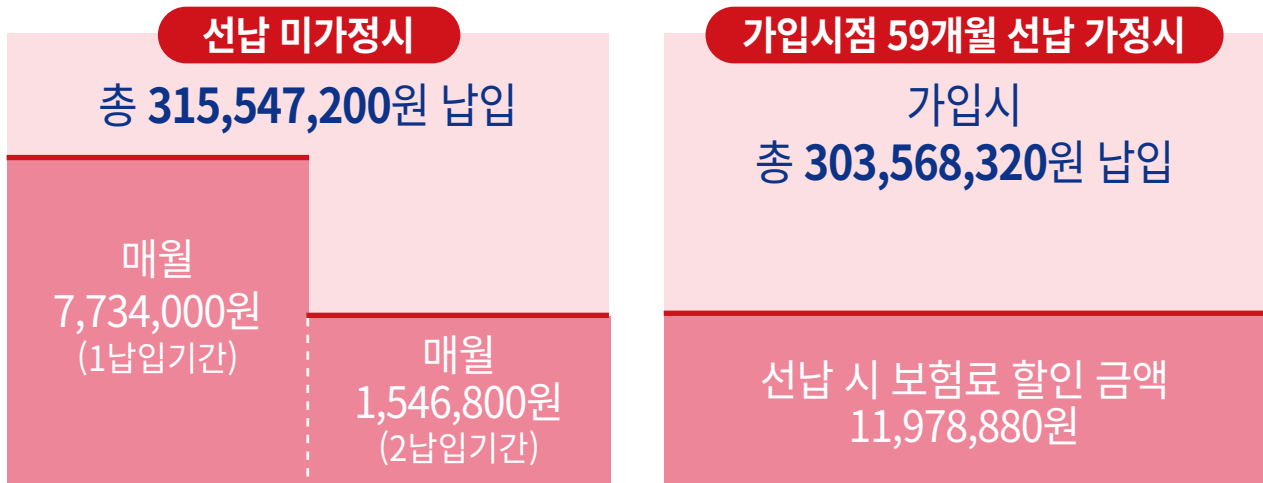 선납 미가정시
총 315,547,200원 납입
매월
7,734,000원
(1납입기간)
매월
1,546,800원
(2납입기간)
가입시점 59개월 선납 가정시
가입시
총 303,568,320원 납입
선납 시 보험료 할인 금액
11,978,880원